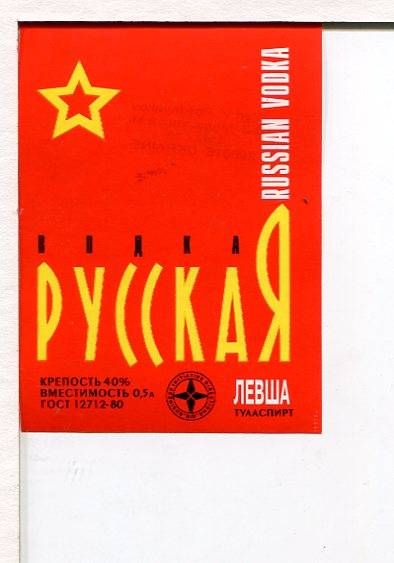 RUSSIAN VODKA
ВОДКА
РУССКАЯ
КРЕПОСТЬ 40%
ВМЕСТИМОСТЬ 0,5л
ГОСТ 12712-80
ЛЕВША
ТУЛАСПИРТ